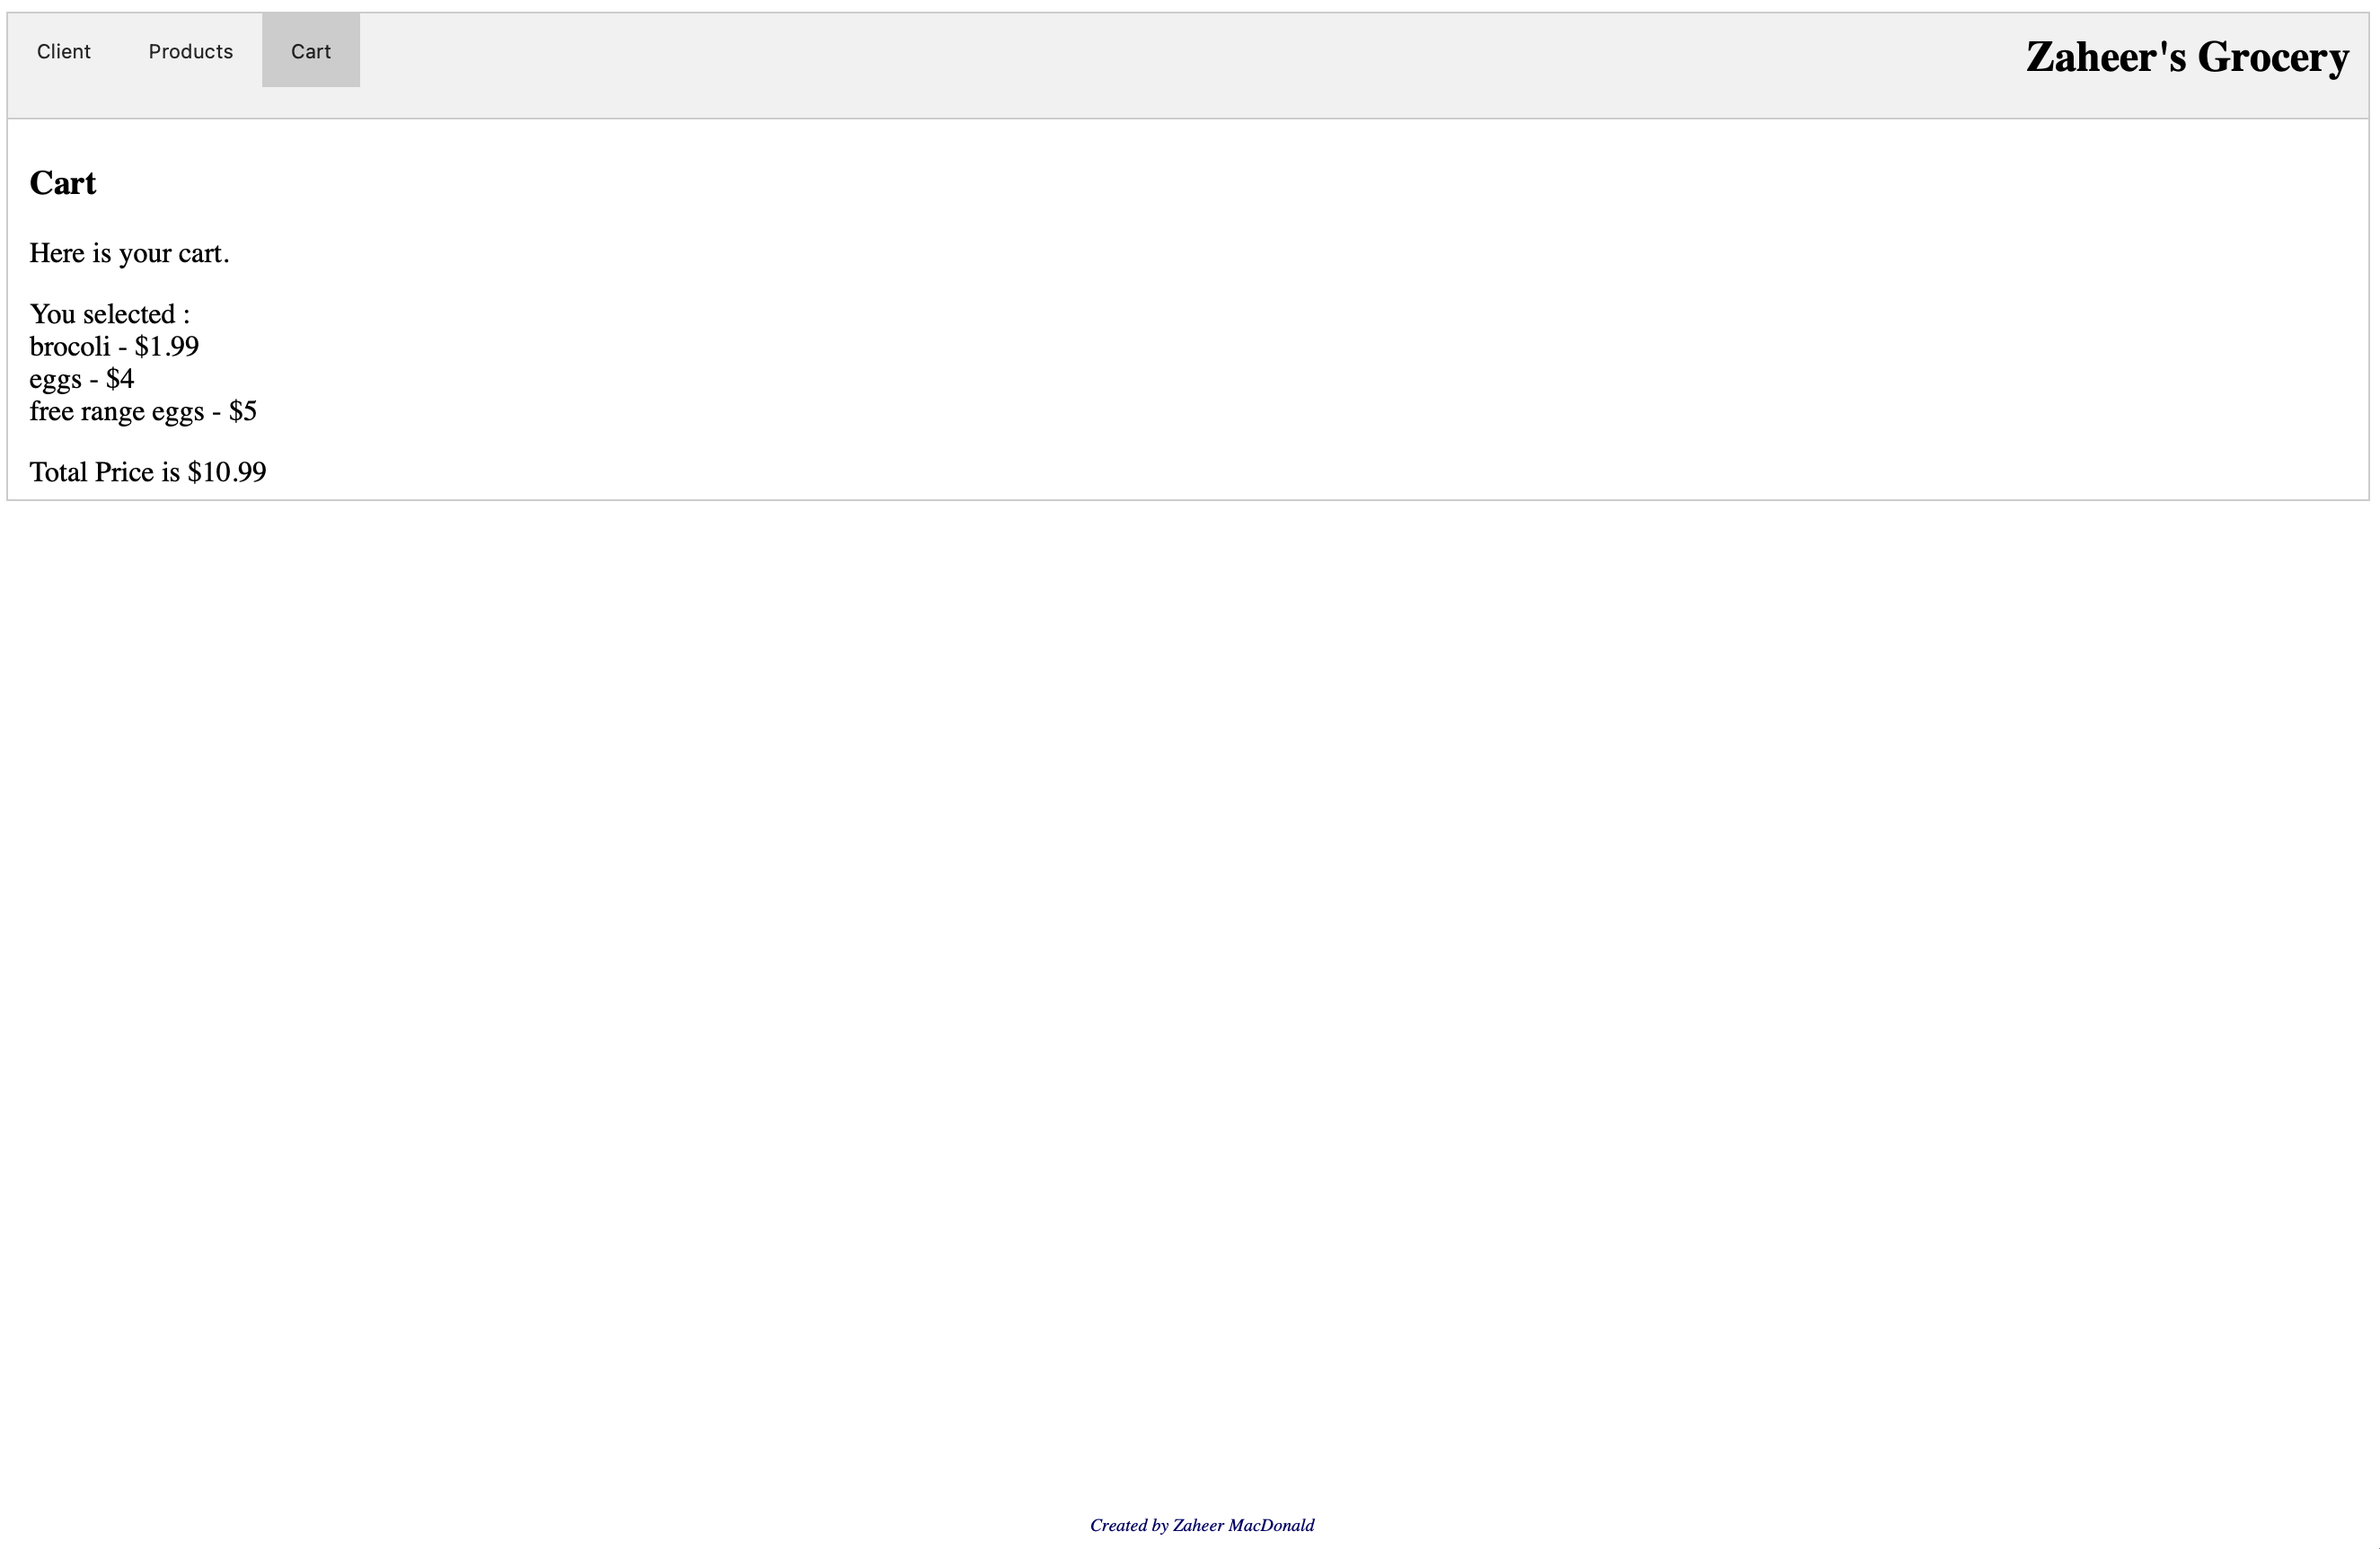 Client Products Cart
Zaheer's Grocery
Cart
Here is your cart.
You selected :
brocoli - $1.99
eggs - $4
free range eggs - $5
Total Price is $10.99
Created by Zaheer MacDonald